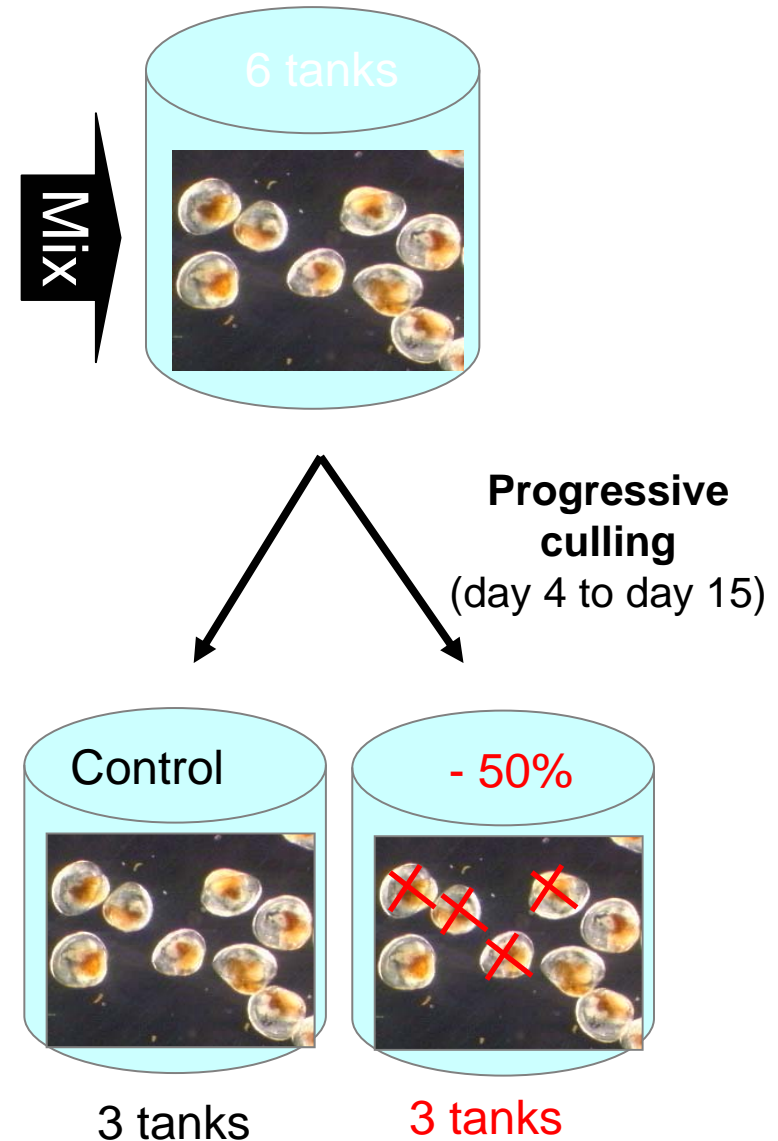 6 tanks
Mix
Progressive
culling
(day 4 to day 15)
Control
- 50%
3 tanks
3 tanks